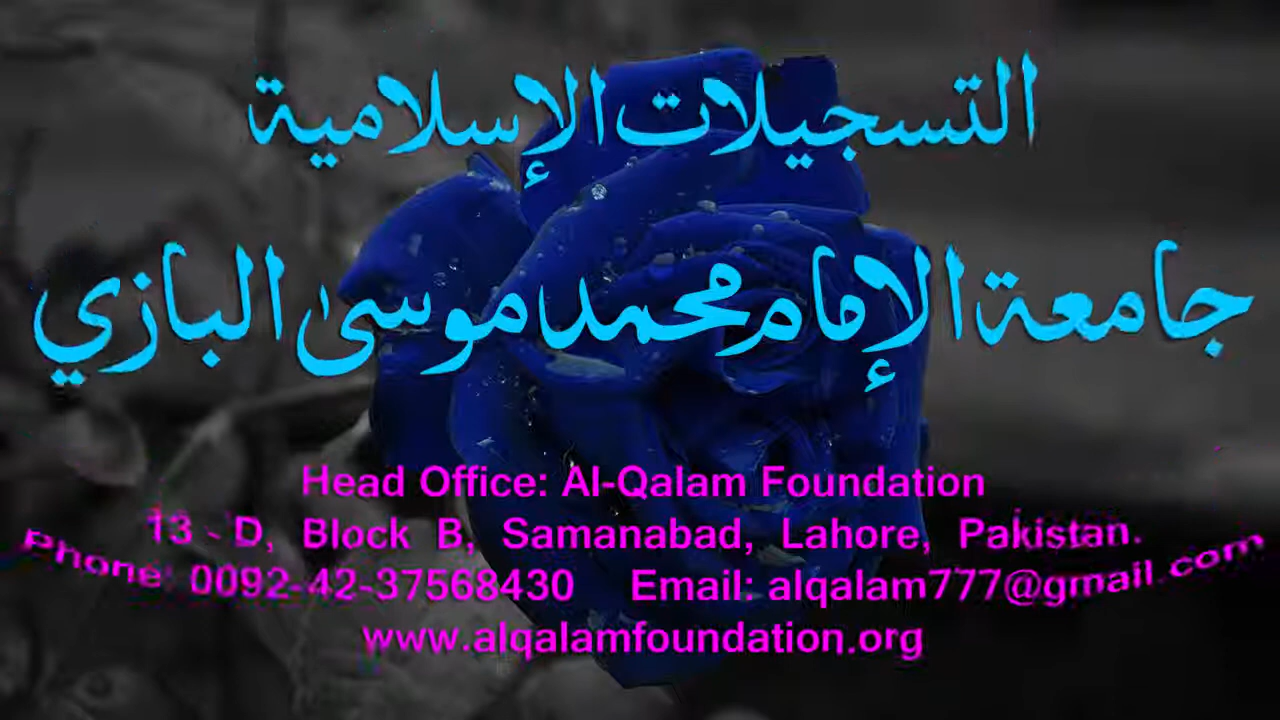 التسجيلات الإسلامية
جامعة الإمام محمد موسىٰ البازي
Head Office: Al-Qalam Foundation
13 - D, Block B, Samanabad, Lahore, Pakistan.
Phone: 0092-42-37568430 Email: alqalam777@gmail.com
www.alqalamfoundation.org